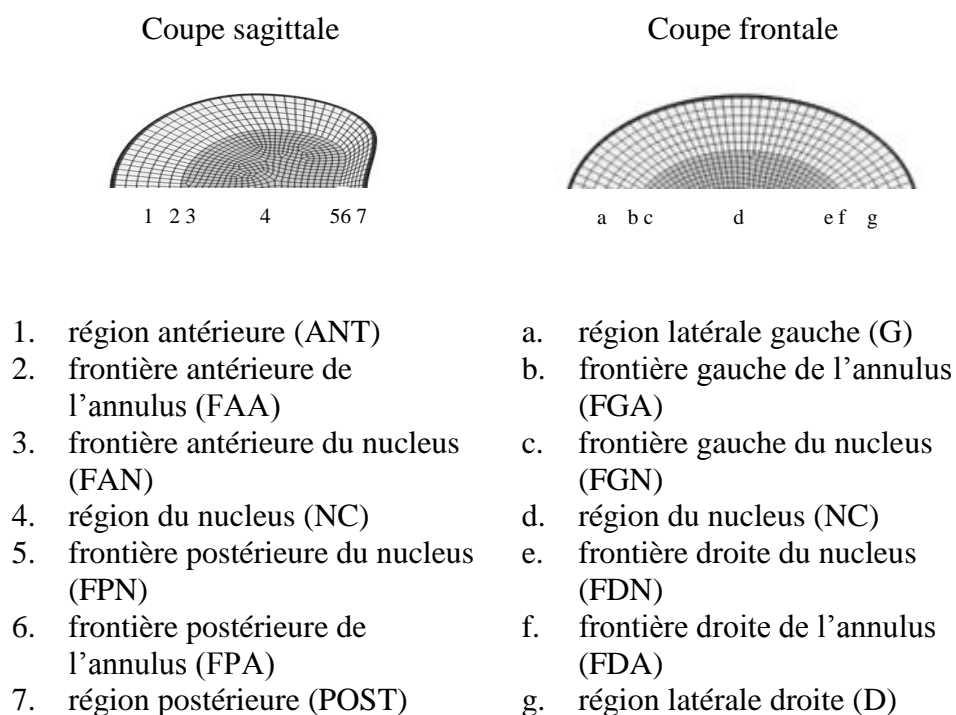 Coupe sagittale
1 2 3 4 56 7
1. région antérieure (ANT)
2. frontière antérieure de
l'annulus (FAA)
3. frontière antérieure du nucleus
(FAN)
4. région du nucleus (NC)
5. frontière postérieure du nucleus
(FPN)
6. frontière postérieure de
l'annulus (FPA)
7. région postérieure (POST)
Coupe frontale
a b c d e f g
a. région latérale gauche (G)
b. frontière gauche de l'annulus
(FGA)
c. frontière gauche du nucleus
(FGN)
d. région du nucleus (NC)
e. frontière droite du nucleus
(FDN)
f. frontière droite de l'annulus
(FDA)
g. région latérale droite (D)